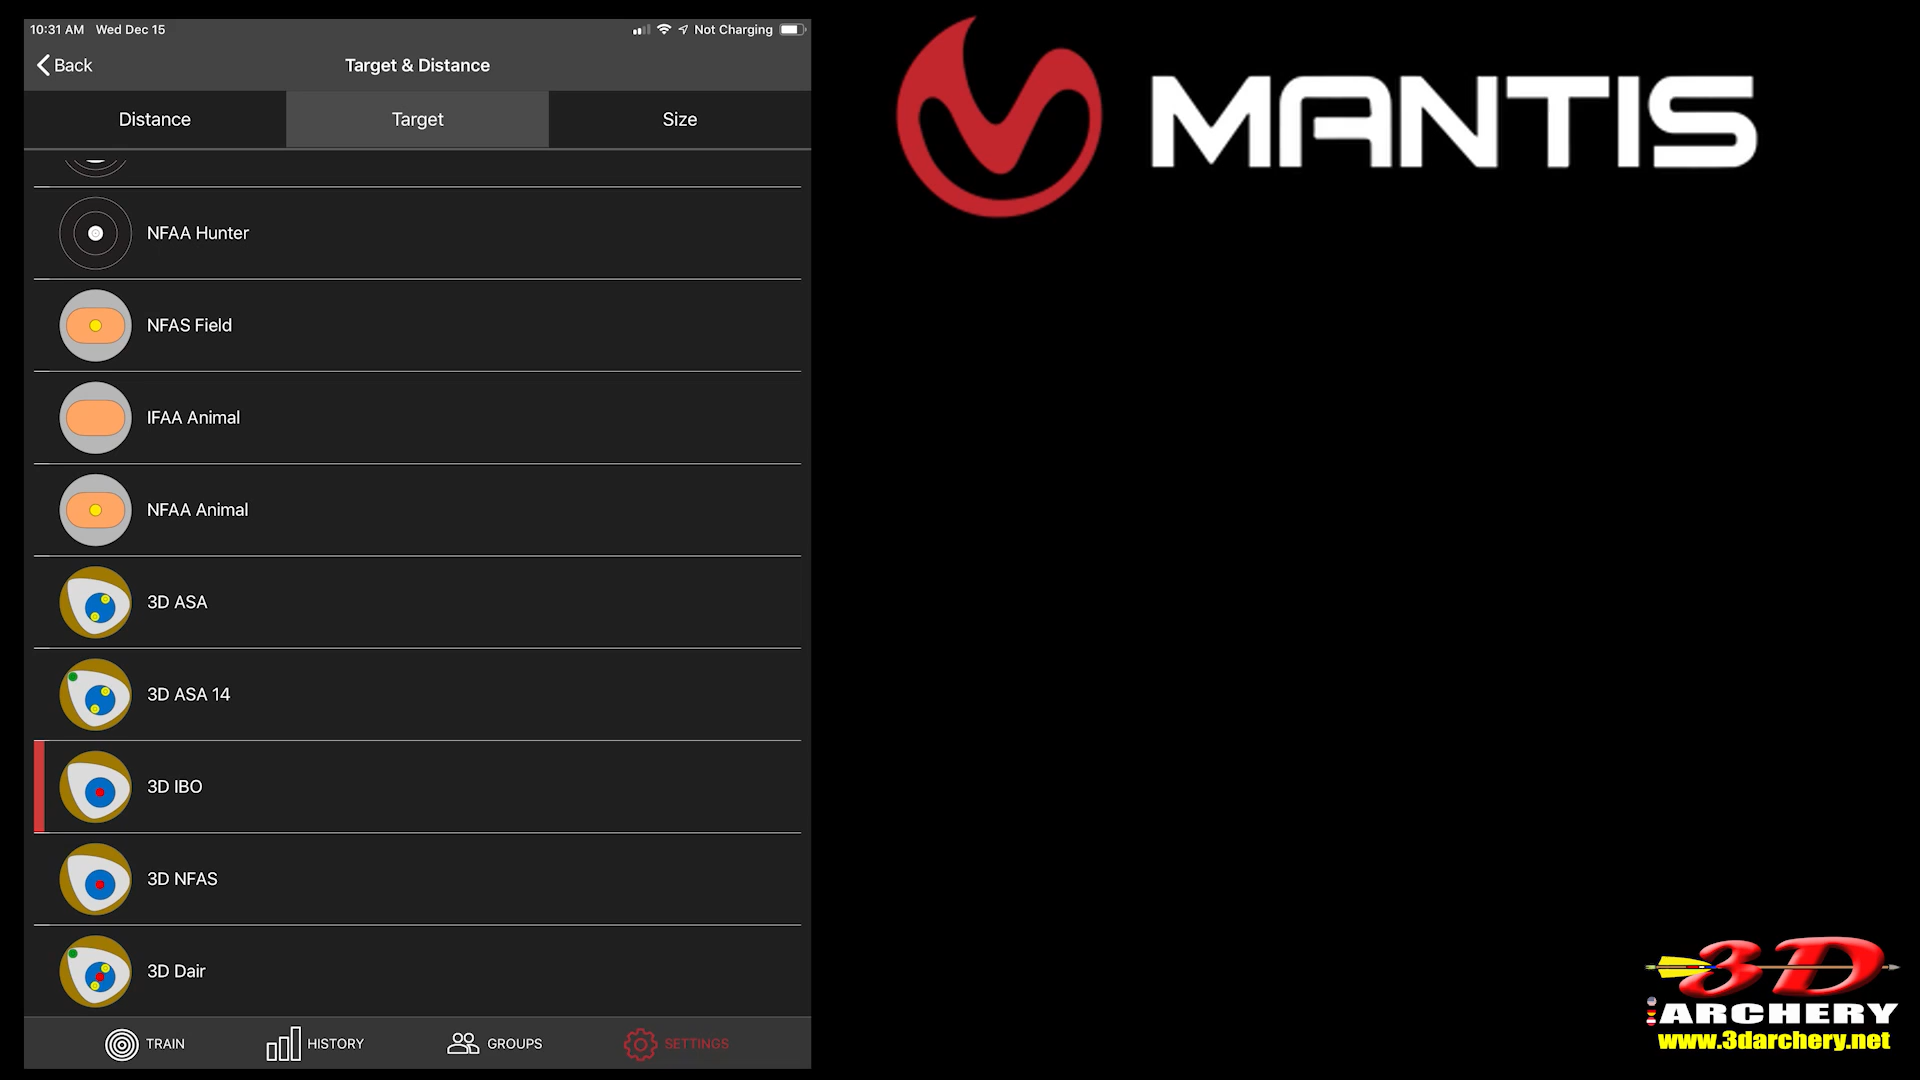 10:31 AM Wed Dec 15
Not Charging
Back
Target & Distance
Distance
Target
Size
NFAA Hunter
NFAS Field
IFAA Animal
NFAA Animal
3D ASA
3D ASA 14
3D IBO
3D NFAS
3D Dair
TRAIN
HISTORY
GROUPS
SETTINGS
MANTIS
3D
ARCHERY
www.3darchery.net